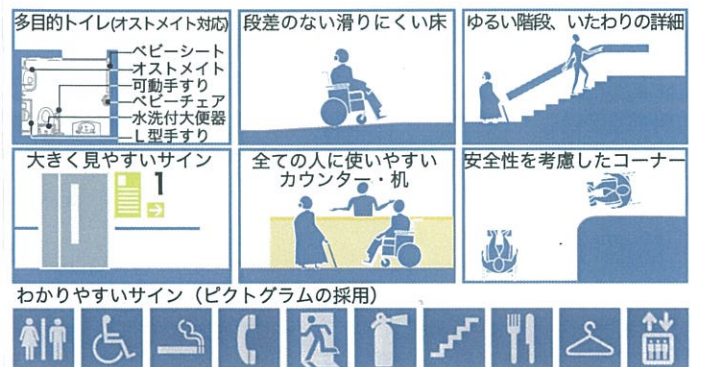 多目的トイレ(オストメイト対応)
ベビーシート
オストメイト
可動手すり
ベビーチェア
水洗付大便器
L型手すり
段差のない滑りにくい床
ゆるい階段、いたわりの詳細
大きく見やすいサイン
1
全ての人に使いやすい
カウンター・机
安全性を考慮したコーナー
わかりやすいサイン（ピクトグラムの採用）